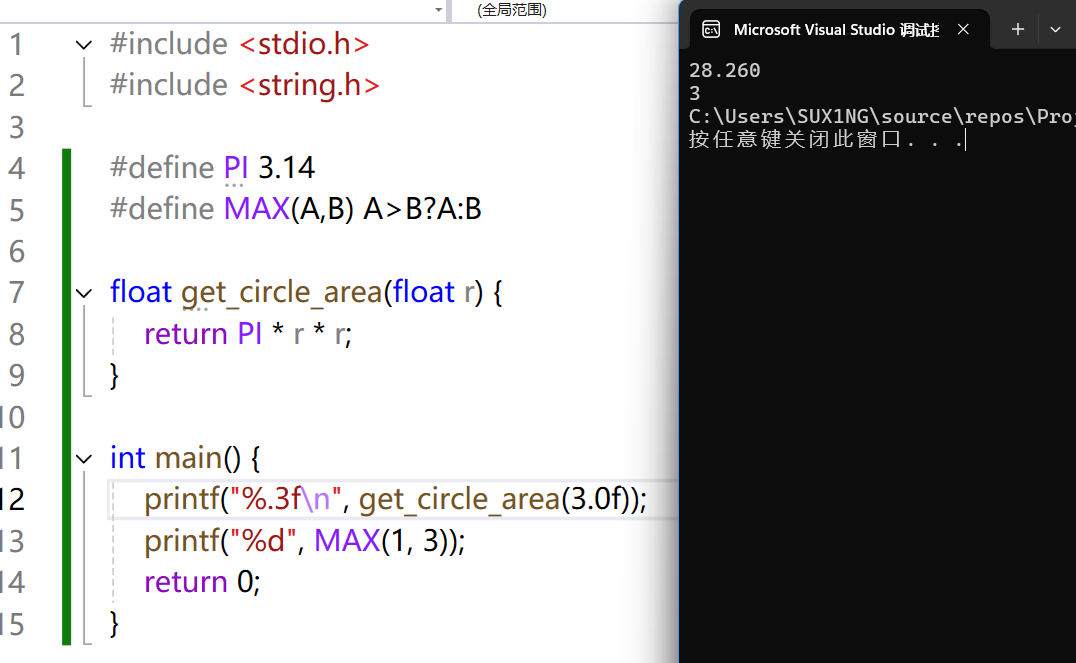 (全局范围)
1 #include <stdio.h>
2 #include <string.h>
3
4 #define PI 3.14
5 #define MAX(A,B) A>B?A:B
6
7 float get_circle_area(float r) {
8 return PI * r * r;
9 }
10
11 int main() {
12 printf("%.3f\n", get_circle_area(3.0f));
13 printf("%d", MAX(1, 3));
14 return 0;
15 }
Microsoft Visual Studio 调试
28.260
3
C:\Users\SUX1NG\source\repos\Proj
按任意键关闭此窗口. . .